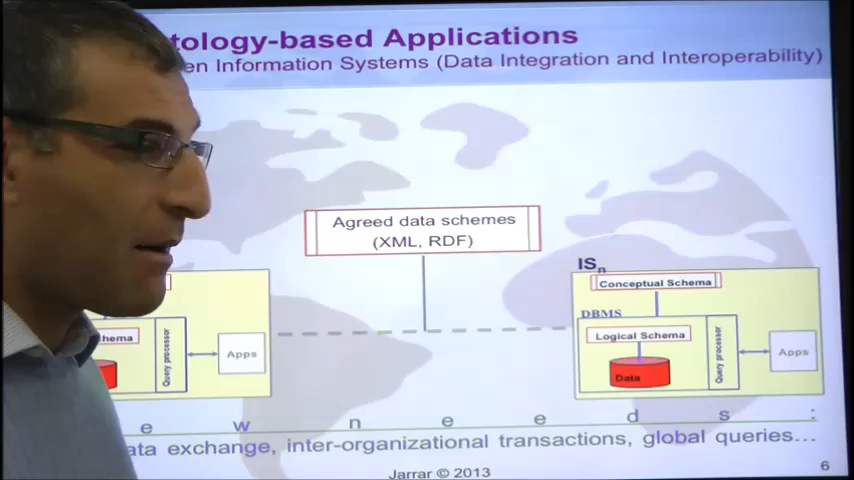 tology-based Applications
en Information Systems (Data Integration and Interoperability)
Agreed data schemes
(XML, RDF)
ISn
Conceptual Schema
DBMS
Logical Schema
Data
Query processor
Apps
hema
Query processor
Apps
e w n e e d s :
ata exchange, inter-organizational transactions, global queries...
Jarrar © 2013
6